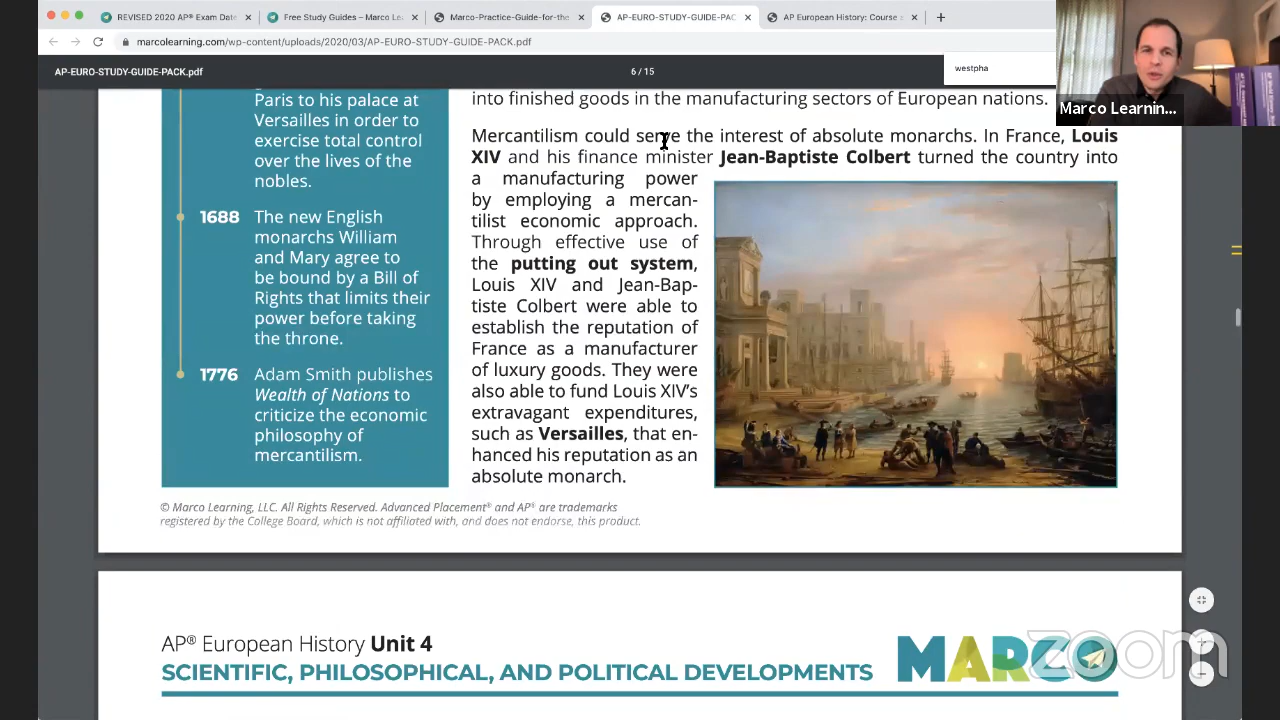 REVISED 2020 AP® Exam Date
Free Study Guides – Marco Le
Marco-Practice-Guide-for-the
AP-EURO-STUDY-GUIDE-PAC
AP European History: Course
marcolearning.com/wp-content/uploads/2020/03/AP-EURO-STUDY-GUIDE-PACK.pdf
AP-EURO-STUDY-GUIDE-PACK.pdf
6 / 15
westpha
Marco Learnin...
Paris to his palace at
Versailles in order to
exercise total control
over the lives of the
nobles.
1688 The new English
monarchs William
and Mary agree to
be bound by a Bill of
Rights that limits their
power before taking
the throne.
1776 Adam Smith publishes
Wealth of Nations to
criticize the economic
philosophy of
mercantilism.
into finished goods in the manufacturing sectors of European nations.
Mercantilism could serve the interest of absolute monarchs. In France, Louis
XIV and his finance minister Jean-Baptiste Colbert turned the country into
a manufacturing power
by employing a mercan-
tilist economic approach.
Through effective use of
the putting out system,
Louis XIV and Jean-Bap-
tiste Colbert were able to
establish the reputation of
France as a manufacturer
of luxury goods. They were
also able to fund Louis XIV's
extravagant expenditures,
such as Versailles, that en-
hanced his reputation as an
absolute monarch.
© Marco Learning, LLC. All Rights Reserved. Advanced Placement® and AP® are trademarks
registered by the College Board, which is not affiliated with, and does not endorse, this product.
AP® European History Unit 4
SCIENTIFIC, PHILOSOPHICAL, AND POLITICAL DEVELOPMENTS
MARCO
zoom